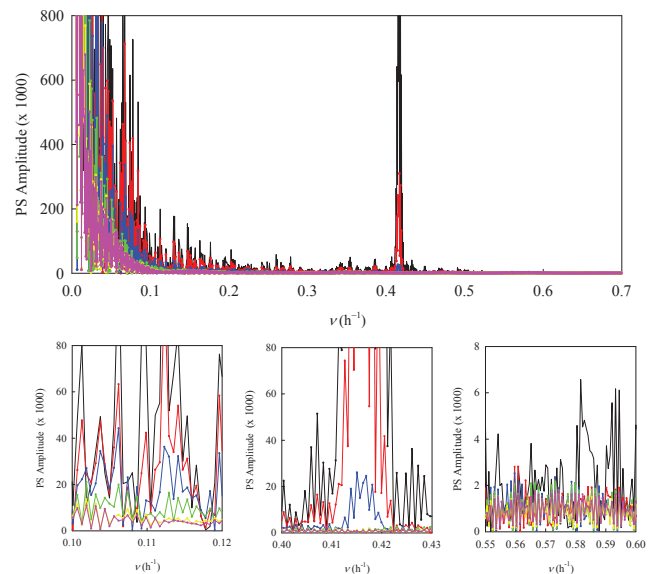 800
600
400
200
0
PS Amplitude (x 1000)
0.0 0.1 0.2 0.3 0.4 0.5 0.6 0.7
ν (h⁻¹)
80
60
40
20
0
PS Amplitude (x 1000)
0.10 0.11 0.12
ν (h⁻¹)
80
60
40
20
0
PS Amplitude (x 1000)
0.40 0.41 0.42 0.43
ν (h⁻¹)
8
6
4
2
0
PS Amplitude (x 1000)
0.55 0.56 0.57 0.58 0.59 0.60
ν (h⁻¹)